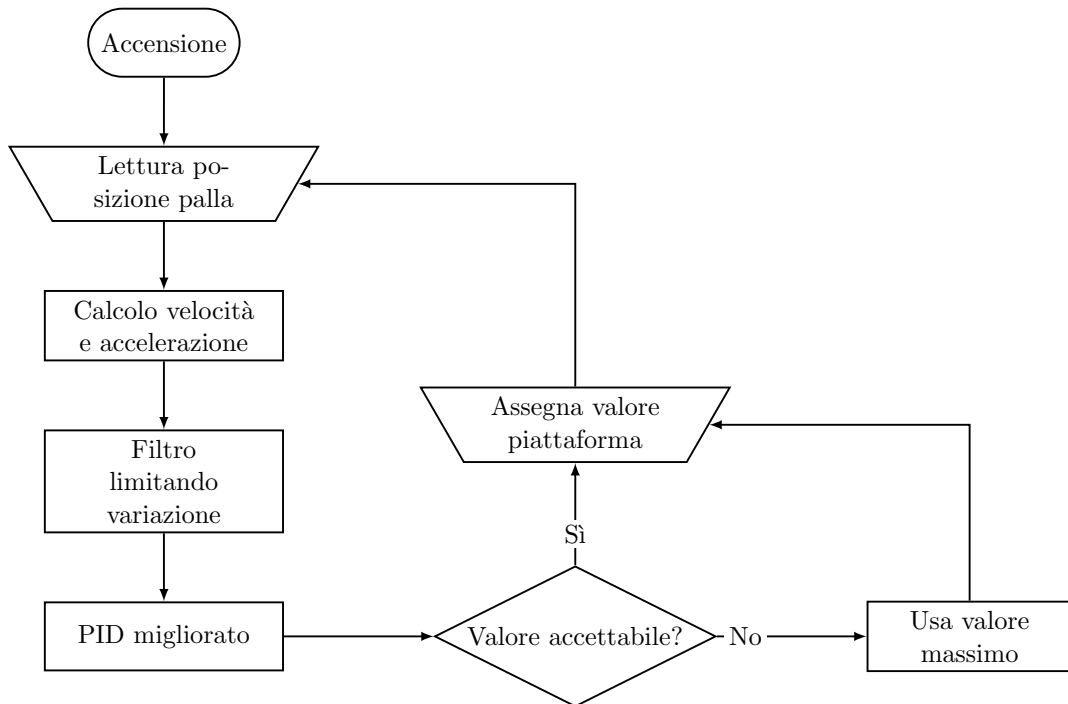 Accensione
Lettura po-
sizione palla
Calcolo velocità
e accelerazione
Filtro
limitando
variazione
PID migliorato
Valore accettabile?
Sì
No
Assegna valore
piattaforma
Usa valore
massimo